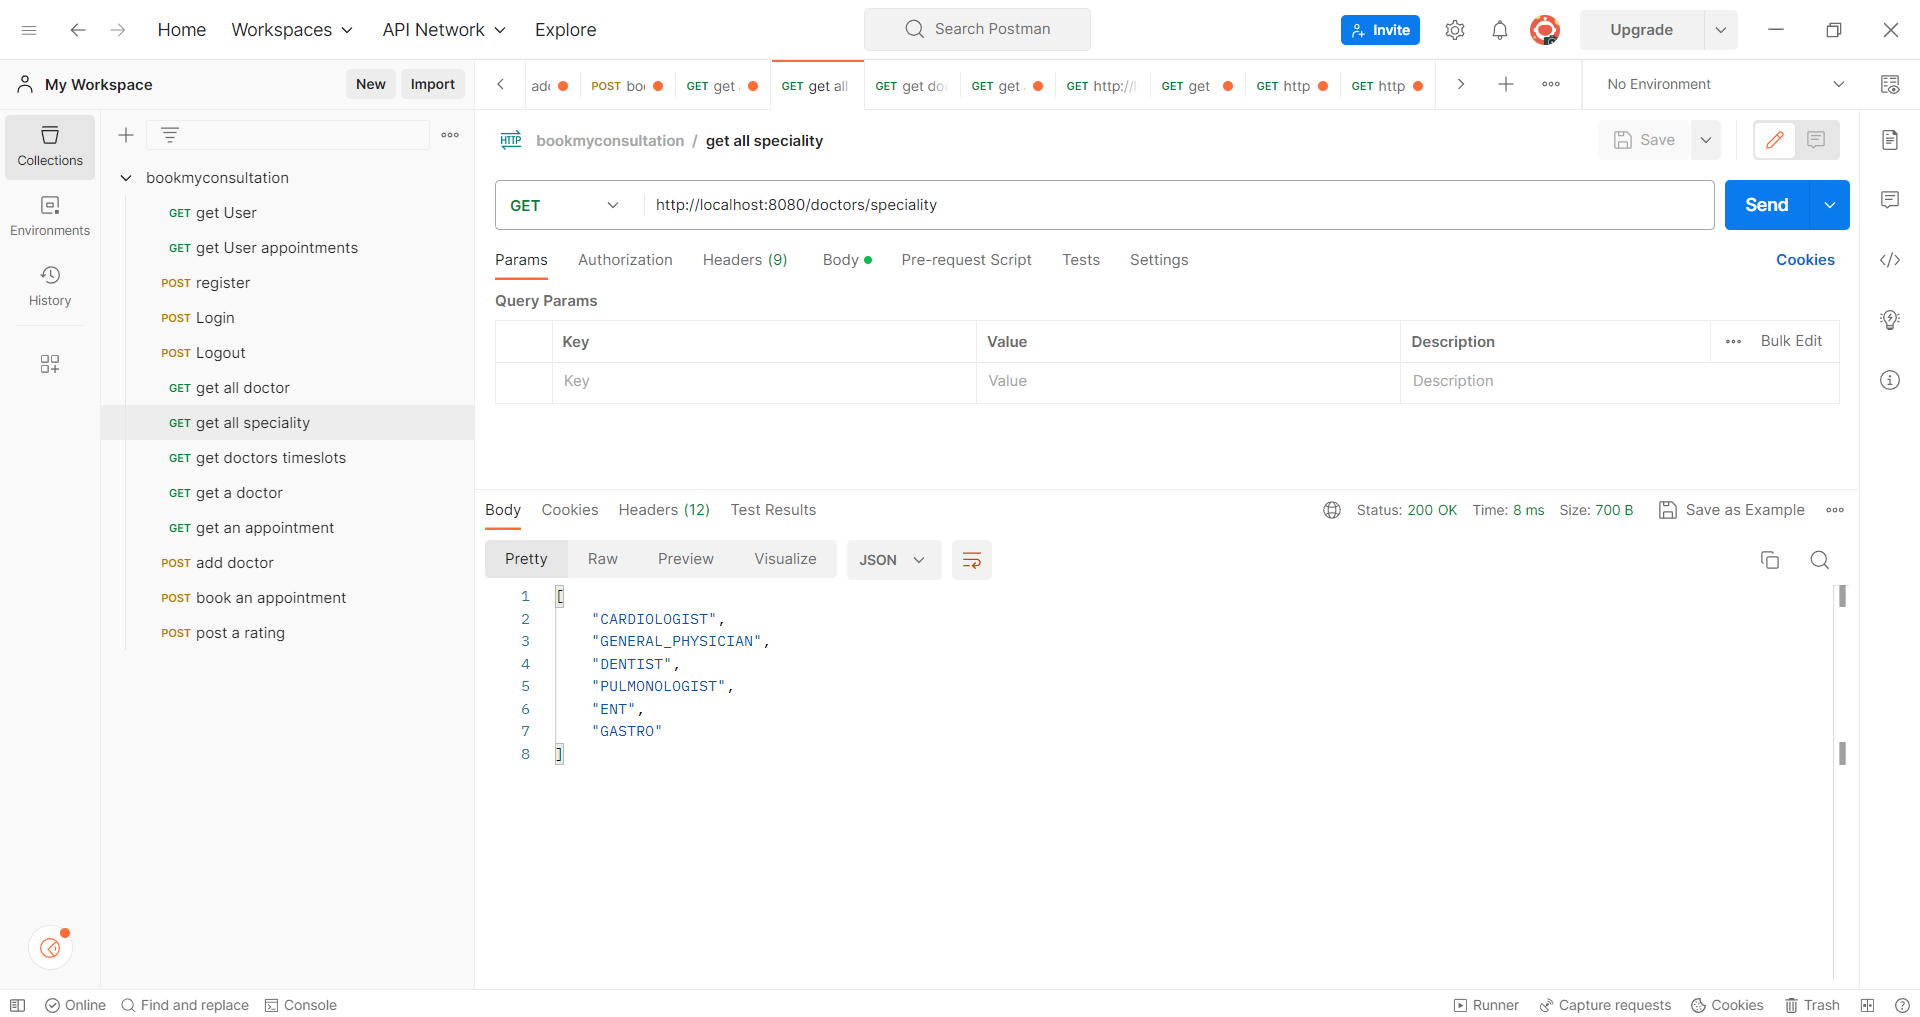 Home Workspaces API Network Explore Search Postman Invite Upgrade
My Workspace New Import
adc POST bo GET get GET get all GET get do GET get GET http://l GET get GET http GET http No Environment
Collections
Environments
History
bookmyconsultation
GET get User
GET get User appointments
POST register
POST Login
POST Logout
GET get all doctor
GET get all speciality
GET get doctors timeslots
GET get a doctor
GET get an appointment
POST add doctor
POST book an appointment
POST post a rating
HTTP bookmyconsultation / get all speciality Save
GET http://localhost:8080/doctors/speciality Send
Params Authorization Headers (9) Body Pre-request Script Tests Settings Cookies
Query Params
Key Value Description Bulk Edit
Key Value Description
Body Cookies Headers (12) Test Results Status: 200 OK Time: 8 ms Size: 700 B Save as Example
Pretty Raw Preview Visualize JSON
1 [
2 "CARDIOLOGIST",
3 "GENERAL_PHYSICIAN",
4 "DENTIST",
5 "PULMONOLOGIST",
6 "ENT",
7 "GASTRO"
8 ]
Online Find and replace Console Runner Capture requests Cookies Trash